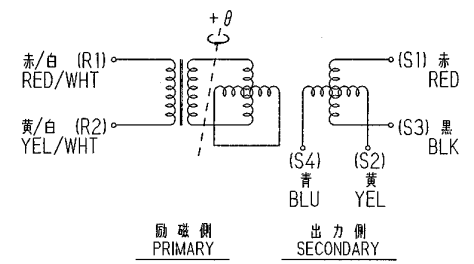 +θ
赤/白 (R1)
RED/WHT
黄/白 (R2)
YEL/WHT
(S1) 赤
RED
(S3) 黒
BLK
(S4)
青
BLU
(S2)
黄
YEL
励磁側
PRIMARY
出力側
SECONDARY